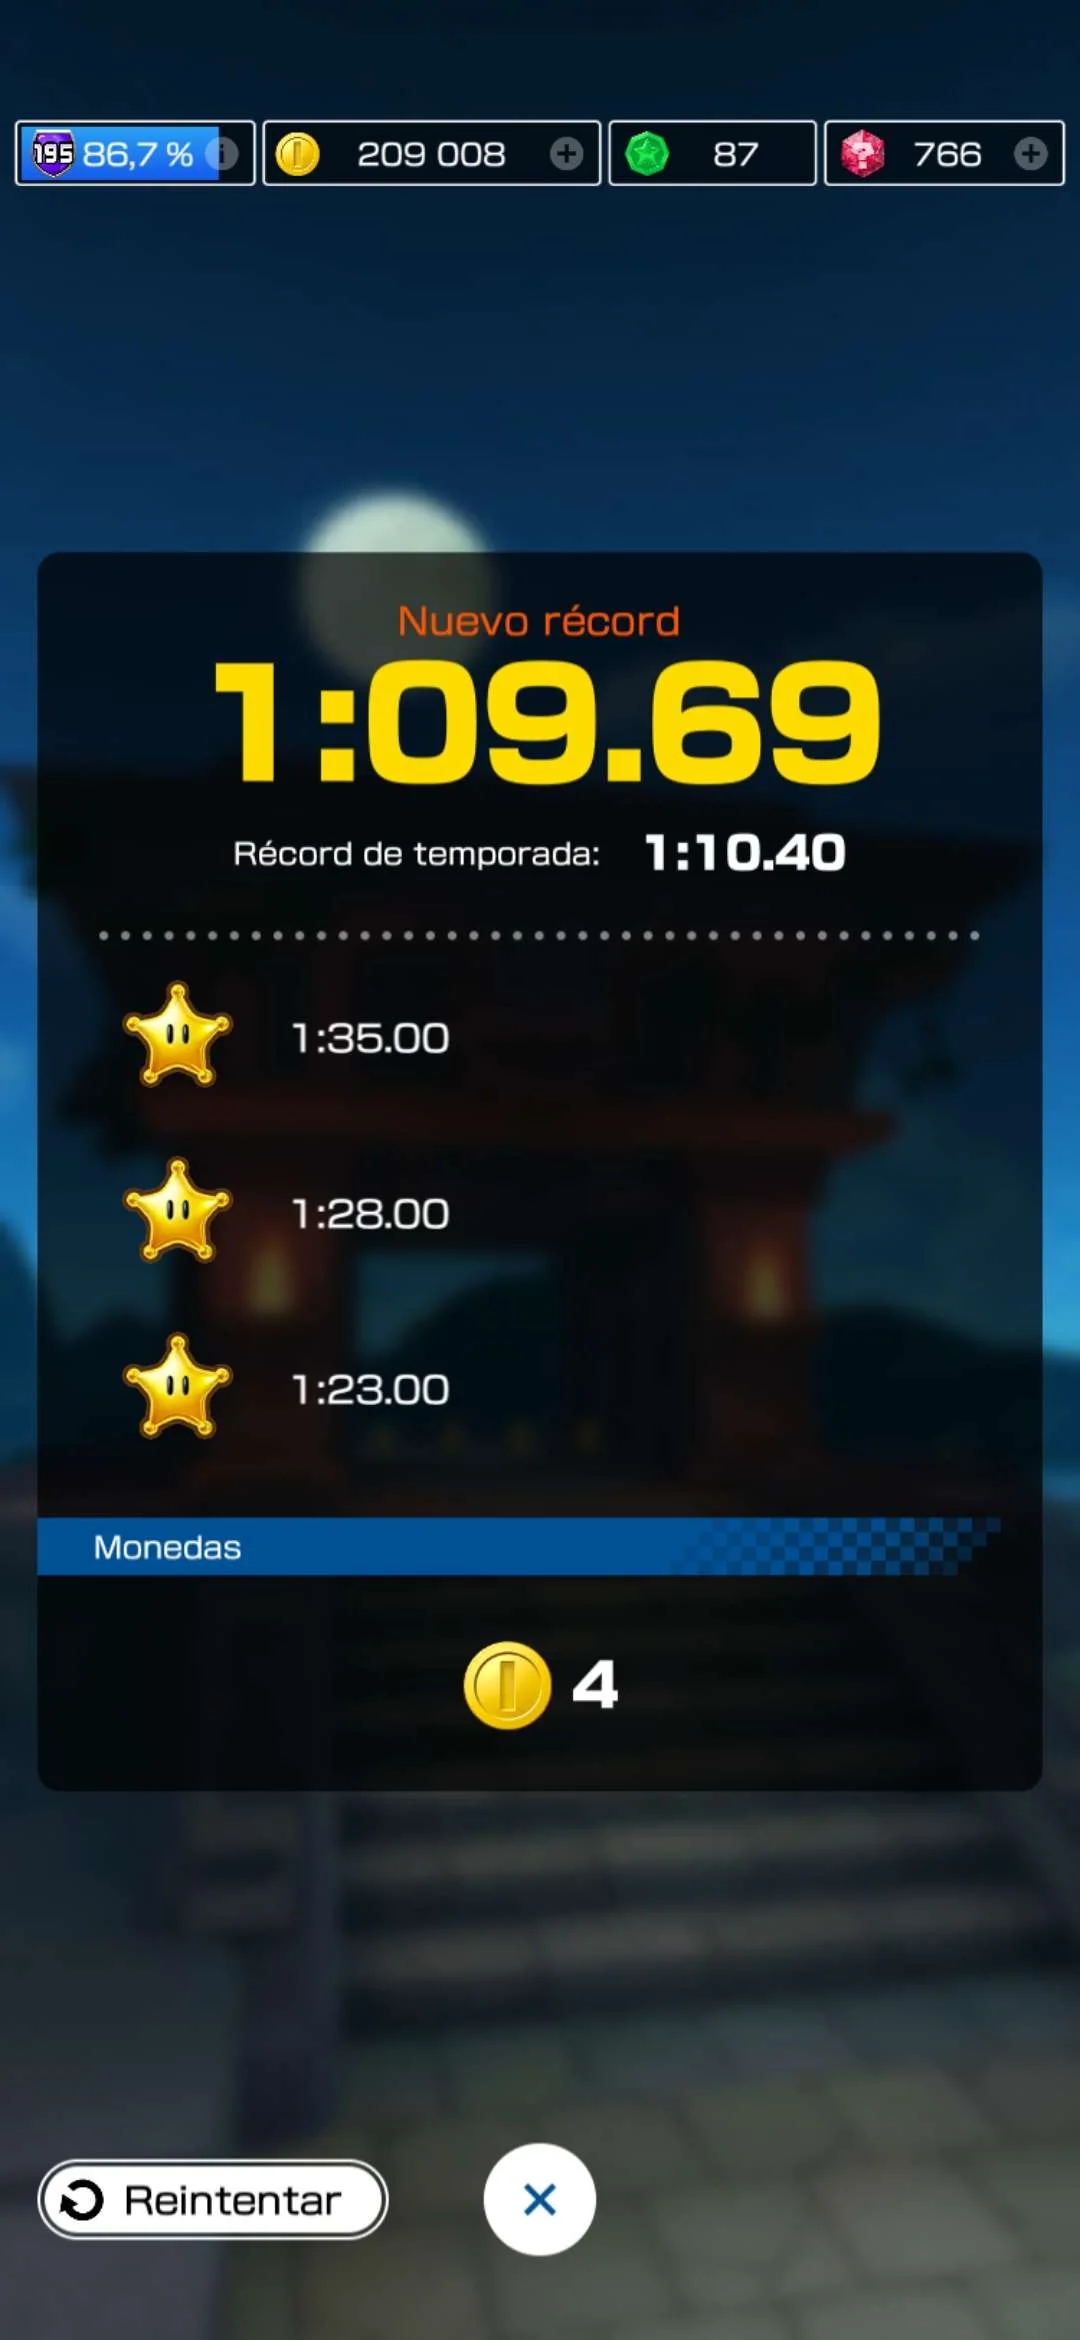 195 86,7 % i 209 008 + 87 ? 766 +
Nuevo récord
1:09.69
Récord de temporada: 1:10.40
1:35.00
1:28.00
1:23.00
Monedas
4
Reintentar ×